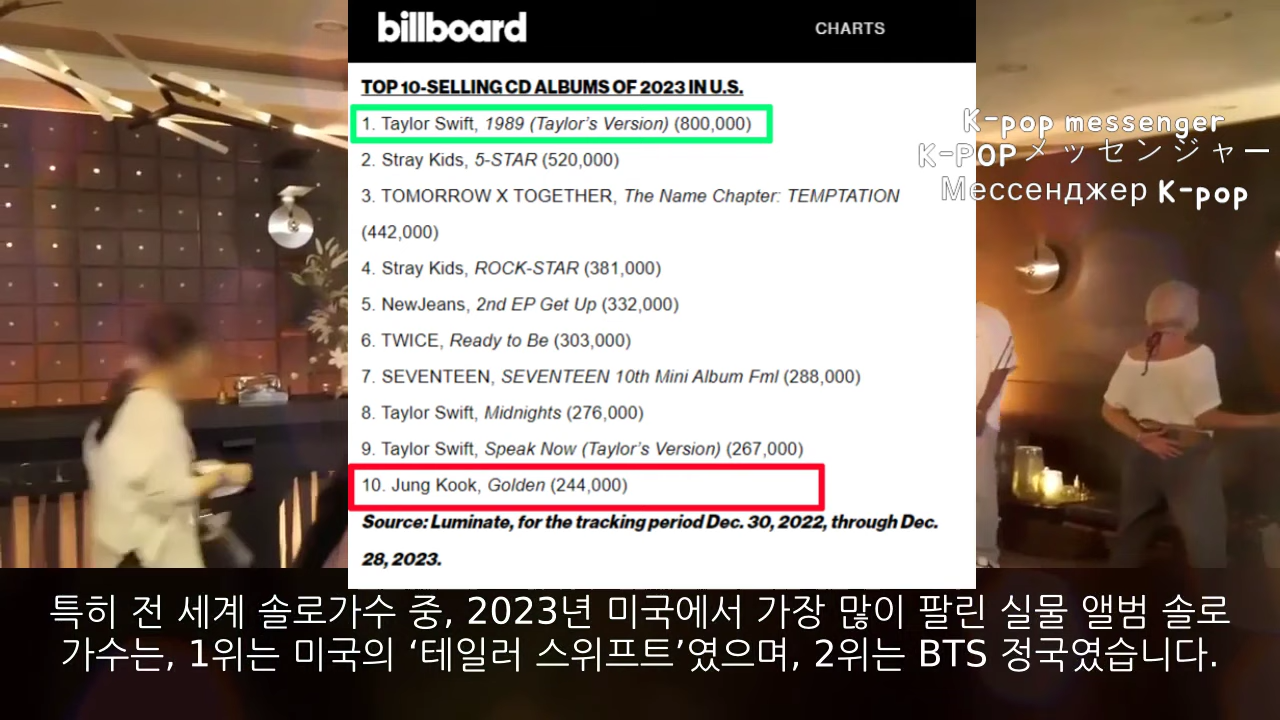 billboard
CHARTS
TOP 10-SELLING CD ALBUMS OF 2023 IN U.S.
1. Taylor Swift, 1989 (Taylor's Version) (800,000)
2. Stray Kids, 5-STAR (520,000)
3. TOMORROW X TOGETHER, The Name Chapter: TEMPTATION
(442,000)
4. Stray Kids, ROCK-STAR (381,000)
5. NewJeans, 2nd EP Get Up (332,000)
6. TWICE, Ready to Be (303,000)
7. SEVENTEEN, SEVENTEEN 10th Mini Album Fml (288,000)
8. Taylor Swift, Midnights (276,000)
9. Taylor Swift, Speak Now (Taylor's Version) (267,000)
10. Jung Kook, Golden (244,000)
Source: Luminate, for the tracking period Dec. 30, 2022, through Dec.
28, 2023.
K-pop messenger
K-POPメッセンジャー
Мессенджер K-pop
특히 전 세계 솔로가수 중, 2023년 미국에서 가장 많이 팔린 실물 앨범 솔로
가수는, 1위는 미국의 ‘테일러 스위프트’였으며, 2위는 BTS 정국였습니다.